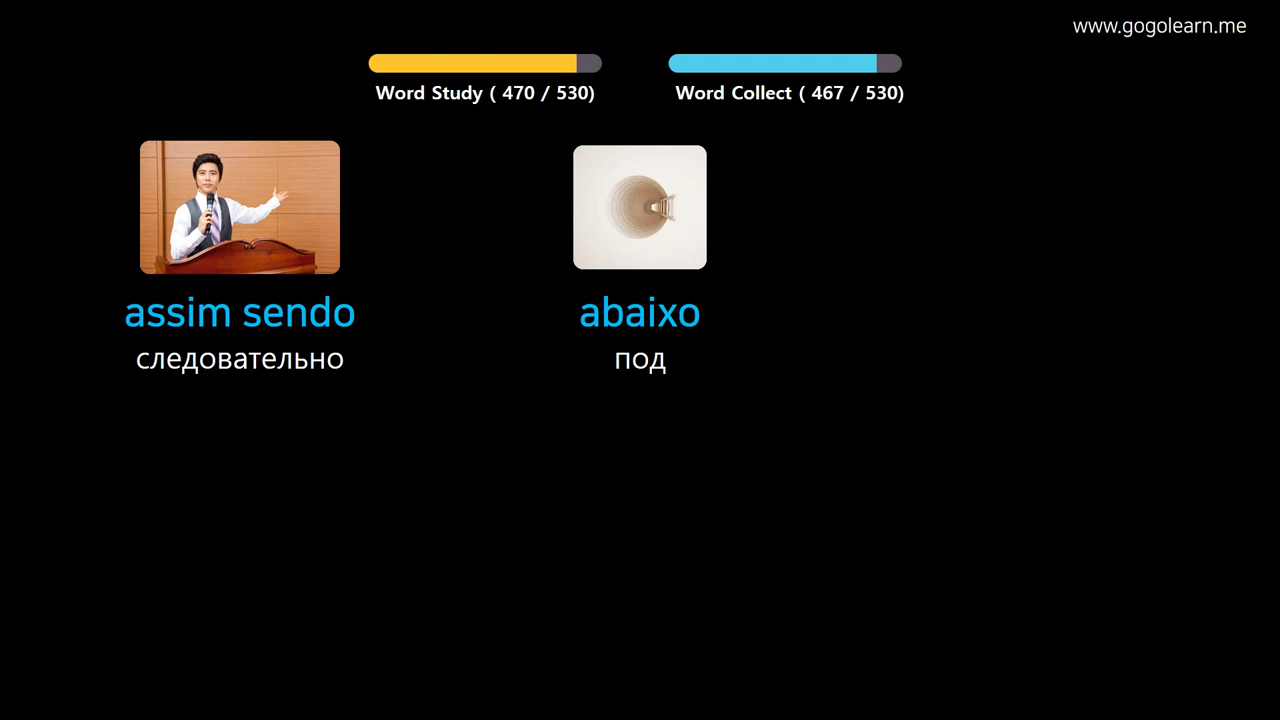 www.gogolearn.me
Word Study ( 470 / 530)
Word Collect ( 467 / 530)
assim sendo
следовательно
abaixo
под